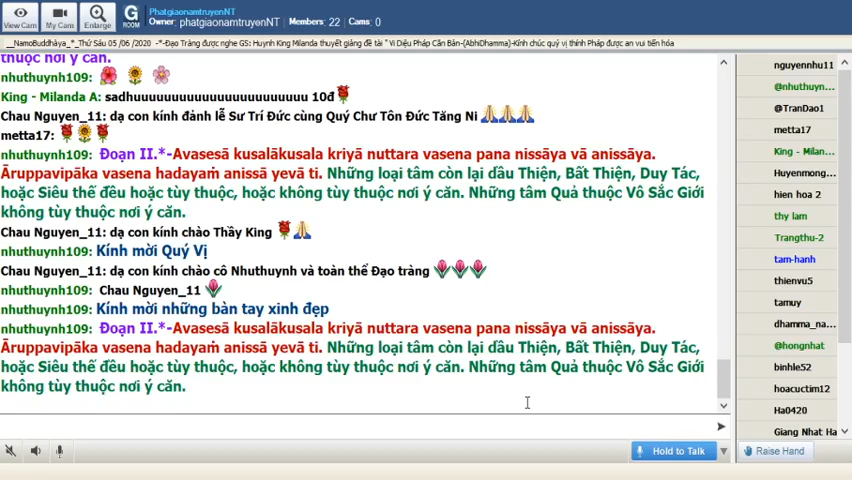 View Cam
My Cam
Enlarge
G
ROOM
PhatgiaonamtruyenNT
Owner: phatgiaonamtruyenNT
Members: 22
Cams: 0
__NamoBuddhàya_*_Thứ Sáu 05 /06 /2020 -*-Đạo Tràng được nghe GS: Huynh King Milanda thuyết giảng đề tài " Vi Diệu Pháp Căn Bản-(AbhiDhamma)-Kính chúc quý vị thính Pháp được an vui tiến hóa
thuộc nơi ý căn.
nhuthuynh109:
King - Milanda A: sadhuuuuuuuuuuuuuuuuuuuuuuu 10đ
Chau Nguyen_11: dạ con kính đảnh lễ Sư Trí Đức cùng Quý Chư Tôn Đức Tăng Ni
metta17:
nhuthuynh109: Đoạn II.*-Avasesā kusalākusala kriyā nuttara vasena pana nissāya vā anissāya.
Āruppavipāka vasena hadayaṁ anissā yevā ti. Những loại tâm còn lại dầu Thiện, Bất Thiện, Duy Tác,
hoặc Siêu thế đều hoặc tùy thuộc, hoặc không tùy thuộc nơi ý căn. Những tâm Quả thuộc Vô Sắc Giới
không tùy thuộc nơi ý căn.
Chau Nguyen_11: dạ con kính chào Thầy King
nhuthuynh109: Kính mời Quý Vị
Chau Nguyen_11: dạ con kính chào cô Nhuthuynh và toàn thể Đạo tràng
nhuthuynh109: Chau Nguyen_11
nhuthuynh109: Kính mời những bàn tay xinh đẹp
nhuthuynh109: Đoạn II.*-Avasesā kusalākusala kriyā nuttara vasena pana nissāya vā anissāya.
Āruppavipāka vasena hadayaṁ anissā yevā ti. Những loại tâm còn lại dầu Thiện, Bất Thiện, Duy Tác,
hoặc Siêu thế đều hoặc tùy thuộc, hoặc không tùy thuộc nơi ý căn. Những tâm Quả thuộc Vô Sắc Giới
không tùy thuộc nơi ý căn.
nguyennhu11
@nhuthuyn...
@TranDao1
metta17
King - Milan...
Huyenmong...
hien hoa 2
thy lam
Trangthu-2
tam-hanh
thienvu5
tamuy
dhamma_na...
@hongnhat
binhle52
hoacuctim12
Ha0420
Giang Nhat Ha
Hold to Talk
Raise Hand